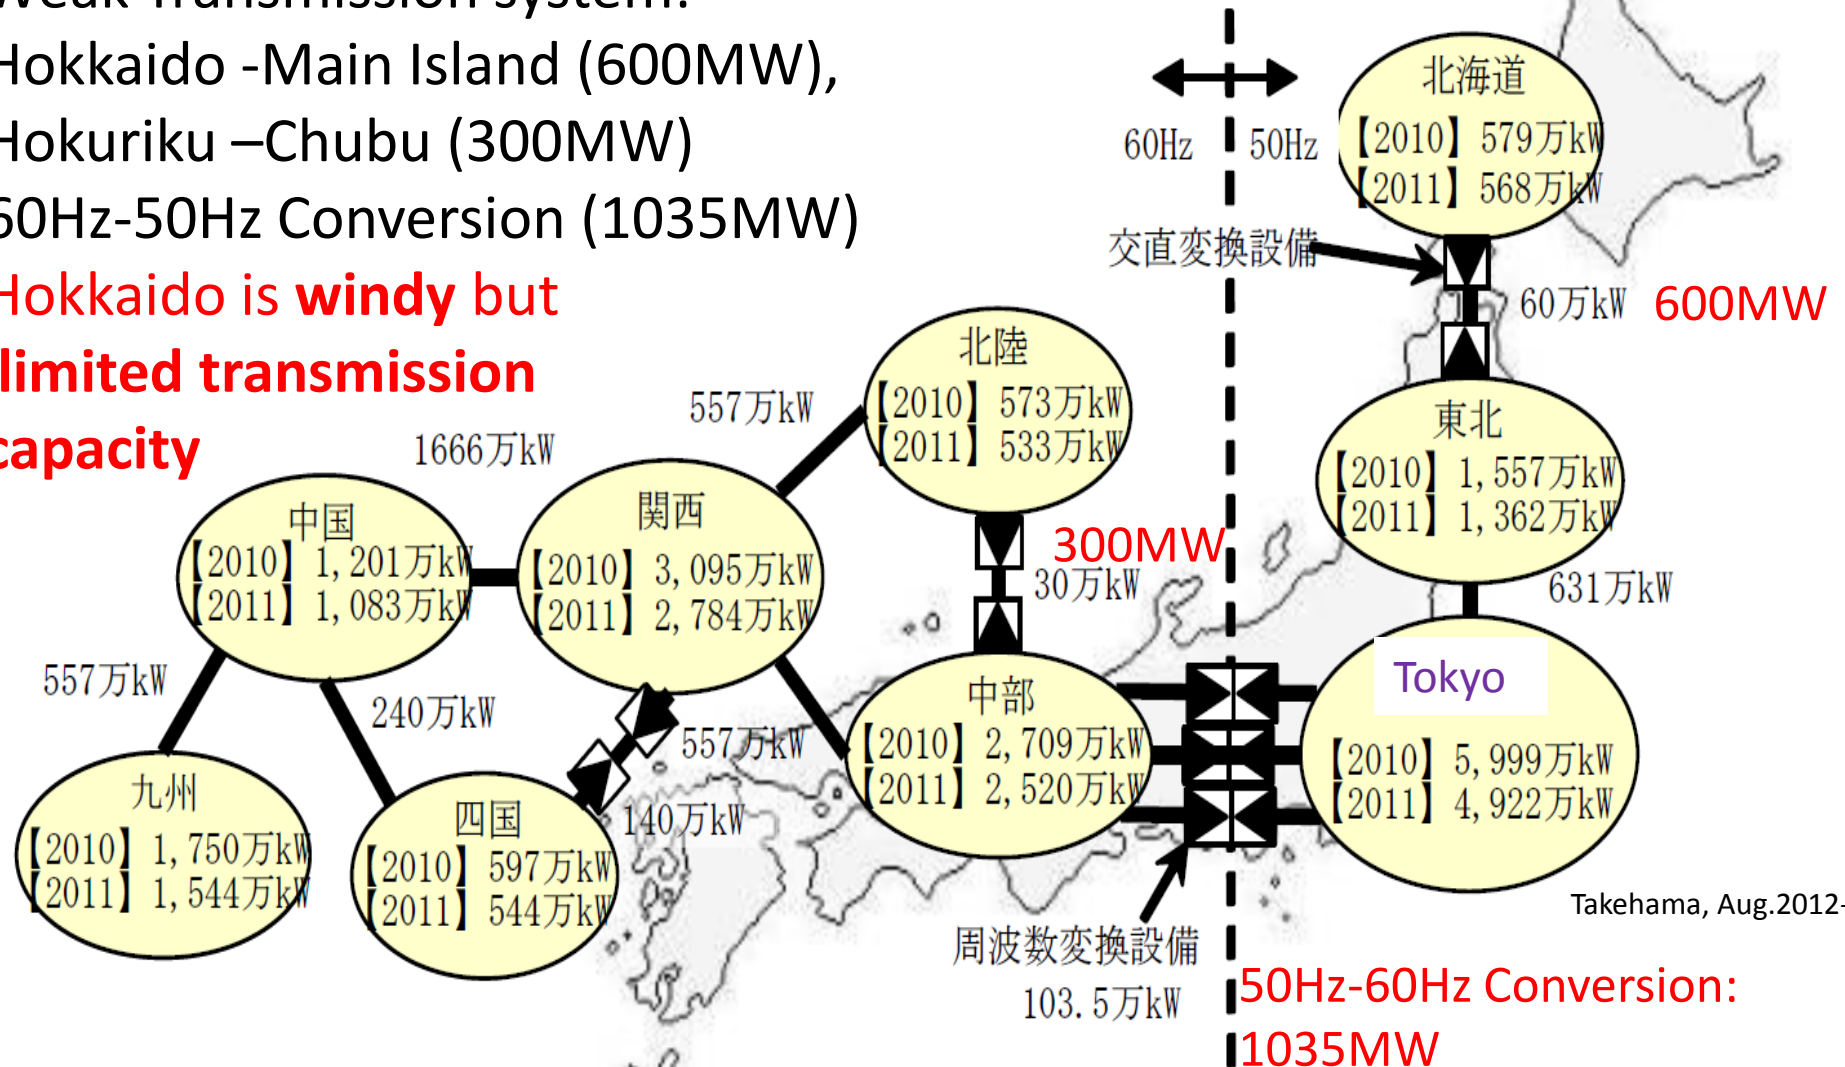 Weak Transmission system:
Hokkaido -Main Island (600MW),
Hokuriku –Chubu (300MW)
60Hz-50Hz Conversion (1035MW)
Hokkaido is windy but
limited transmission
capacity
60Hz
50Hz
北海道
【2010】579万kW
【2011】568万kW
交直変換設備
60万kW
600MW
北陸
【2010】573万kW
【2011】533万kW
557万kW
1666万kW
東北
【2010】1,557万kW
【2011】1,362万kW
中国
【2010】1,201万kW
【2011】1,083万kW
関西
【2010】3,095万kW
【2011】2,784万kW
300MW
30万kW
631万kW
557万kW
240万kW
557万kW
140万kW
中部
【2010】2,709万kW
【2011】2,520万kW
Tokyo
【2010】5,999万kW
【2011】4,922万kW
九州
【2010】1,750万kW
【2011】1,544万kW
四国
【2010】597万kW
【2011】544万kW
Takehama, Aug.2012-
周波数変換設備
103.5万kW
50Hz-60Hz Conversion:
1035MW